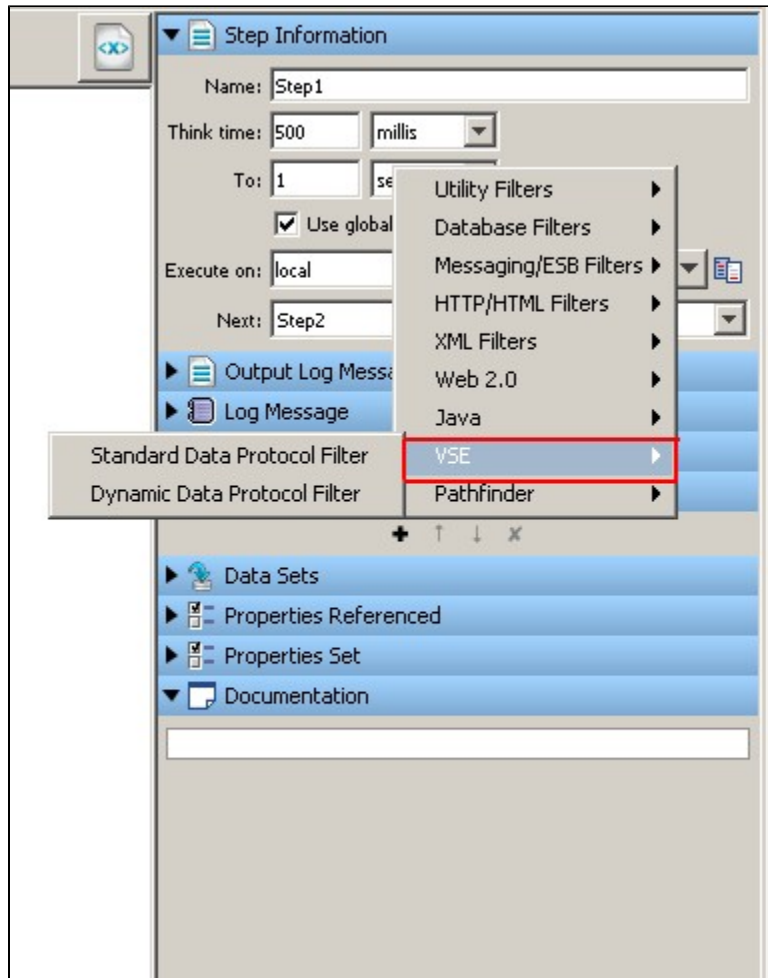 <X>
Step Information
Name: Step1
Think time: 500 millis
To: 1 se
Use global
Execute on: local
Next: Step2
Output Log Messa
Log Message
Utility Filters
Database Filters
Messaging/ESB Filters
HTTP/HTML Filters
XML Filters
Web 2.0
Java
VSE
Pathfinder
Standard Data Protocol Filter
Dynamic Data Protocol Filter
Data Sets
Properties Referenced
Properties Set
Documentation